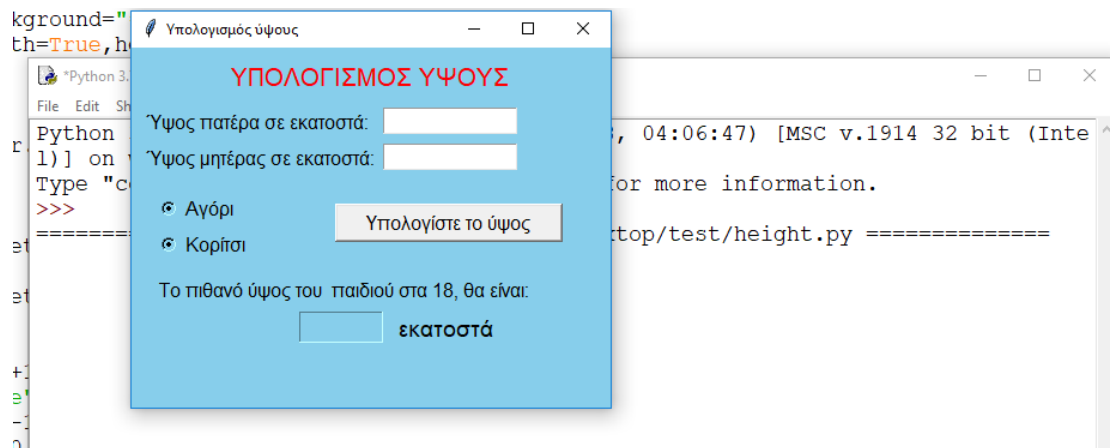 kground="
th=True,h
Υπολογισμός ύψους
*Python 3.
ΥΠΟΛΟΓΙΣΜΟΣ ΥΨΟΥΣ
File Edit Sh
Ύψος πατέρα σε εκατοστά:
Python , 04:06:47) [MSC v.1914 32 bit (Inte
l)] on
Ύψος μητέρας σε εκατοστά:
Type "c for more information.
>>>
Αγόρι
Υπολογίστε το ύψος
======== top/test/height.py ==============
Κορίτσι
Το πιθανό ύψος του παιδιού στα 18, θα είναι:
εκατοστά